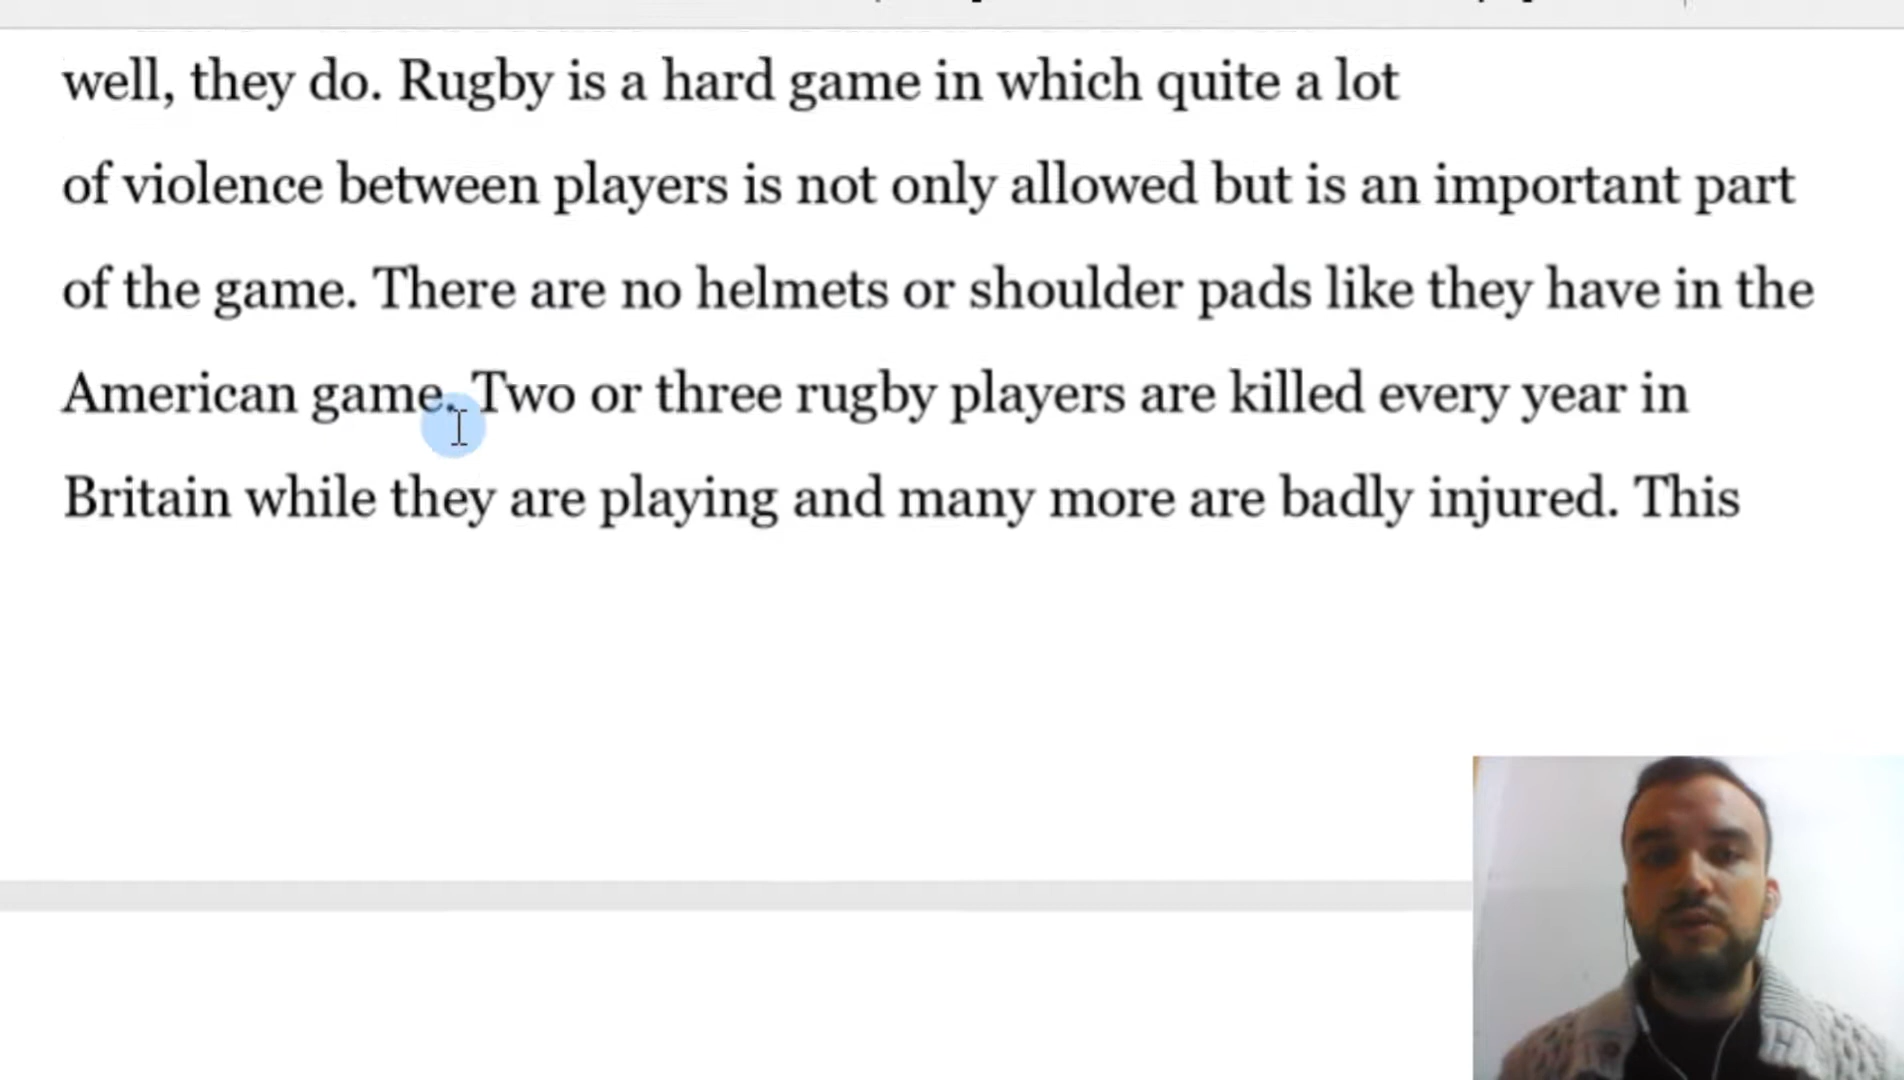 well, they do. Rugby is a hard game in which quite a lot
of violence between players is not only allowed but is an important part
of the game. There are no helmets or shoulder pads like they have in the
American game. Two or three rugby players are killed every year in
Britain while they are playing and many more are badly injured. This